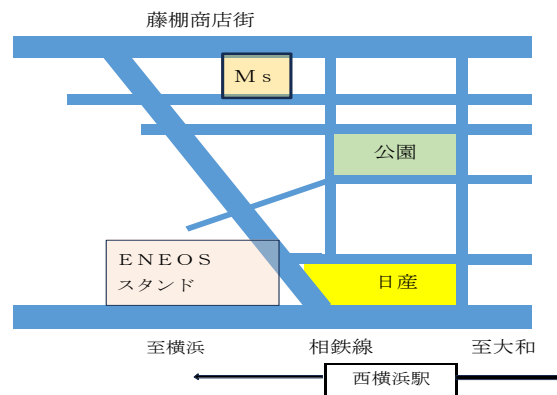 藤棚商店街
Ｍｓ
公園
ＥＮＥＯＳ
スタンド
日産
至横浜
相鉄線
至大和
西横浜駅